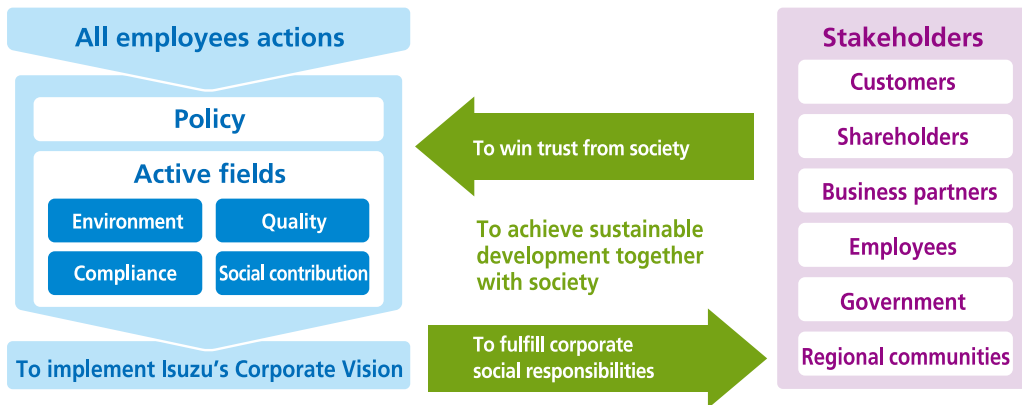 All employees actions
Policy
Active fields
Environment
Quality
Compliance
Social contribution
To implement Isuzu's Corporate Vision
To win trust from society
To achieve sustainable
development together
with society
To fulfill corporate
social responsibilities
Stakeholders
Customers
Shareholders
Business partners
Employees
Government
Regional communities